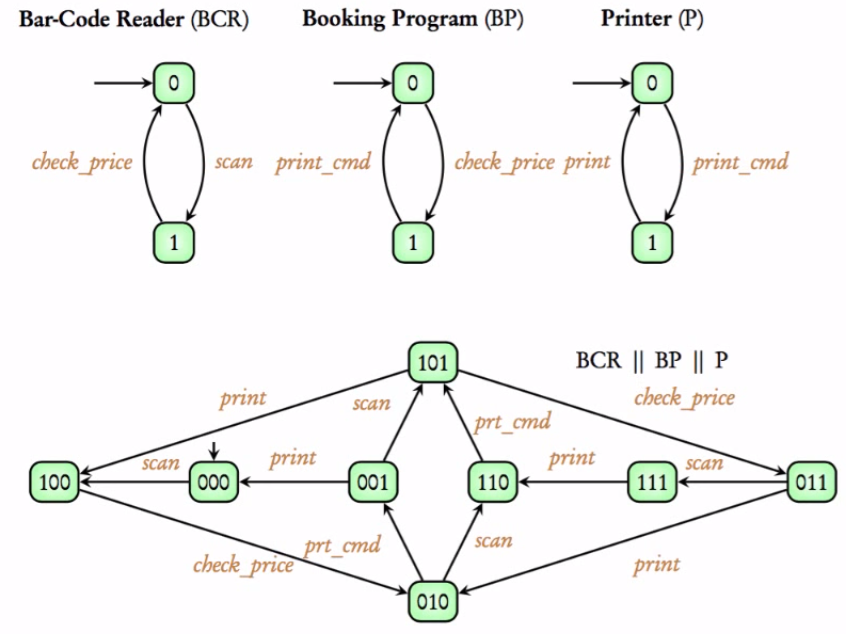 Bar-Code Reader (BCR) Booking Program (BP) Printer (P)
0 0 0
check_price scan print_cmd check_price print print_cmd
1 1 1
101 BCR || BP || P
print scan check_price
prt_cmd
scan print print scan
100 000 001 110 111 011
prt_cmd scan
check_price print
010